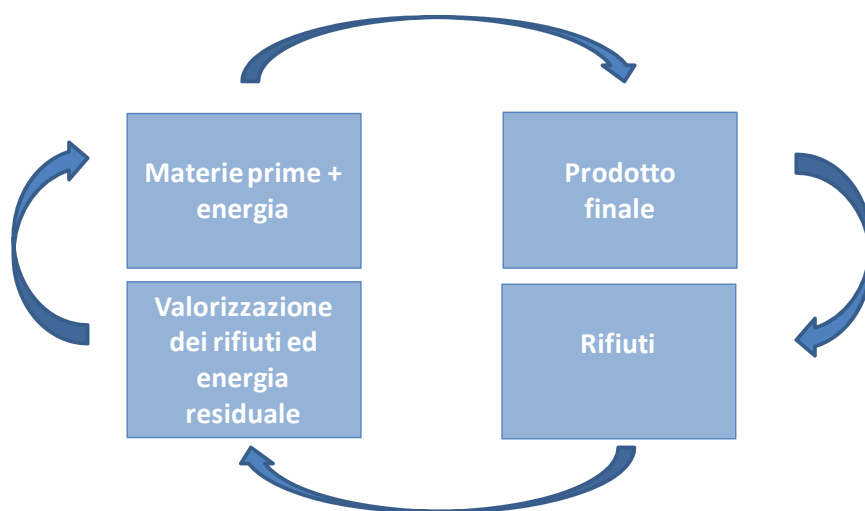 Materie prime +
energia
Prodotto
finale
Valorizzazione
dei rifiuti ed
energia
residuale
Rifiuti